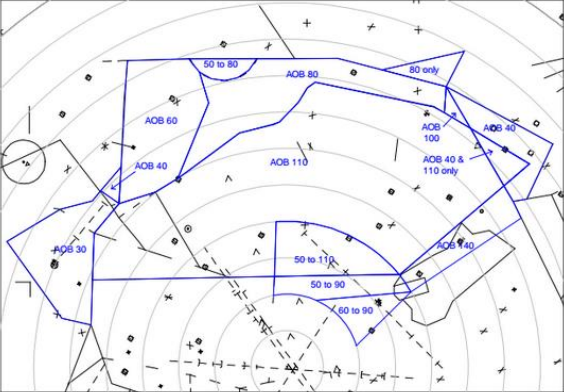 50 to 80
AOB 80
80 only
AOB 60
AOB
100
AOB 40
AOB 40 &
110 only
AOB 40
AOB 110
AOB 30
AOB 140
50 to 110
50 to 90
60 to 90